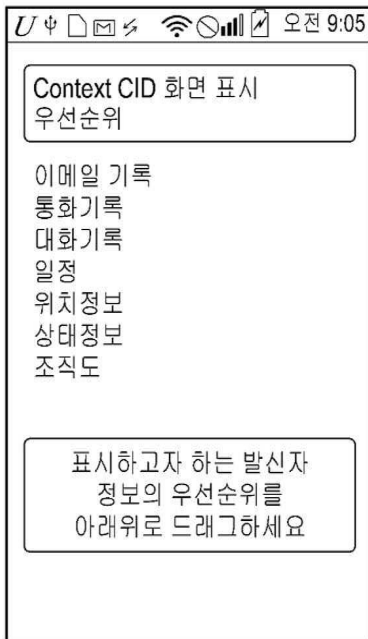 U 오전 9:05
Context CID 화면 표시
우선순위
이메일 기록
통화기록
대화기록
일정
위치정보
상태정보
조직도
표시하고자 하는 발신자
정보의 우선순위를
아래위로 드래그하세요